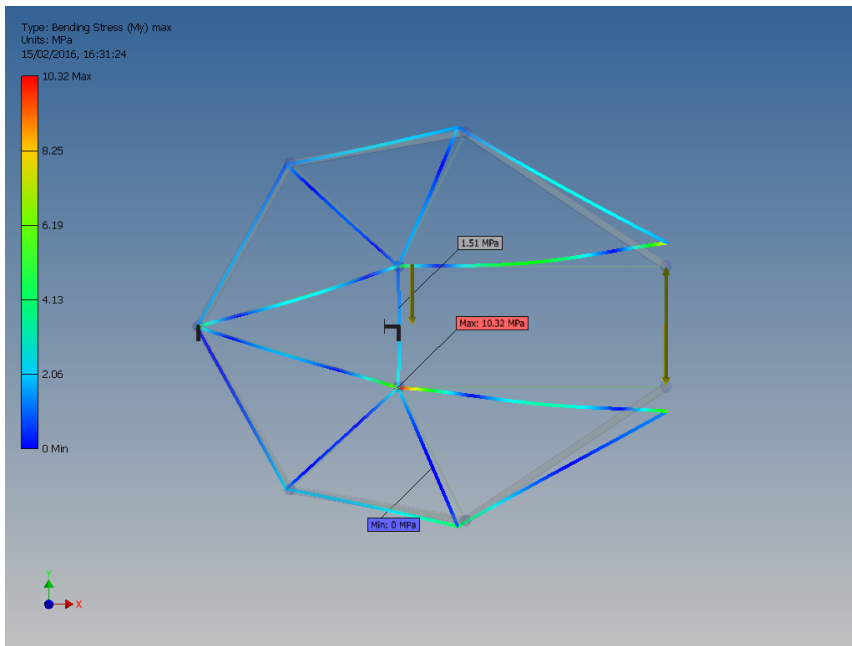 Type: Bending Stress (My) max
Units: MPa
15/02/2016, 16:31:24
10.32 Max
8.25
6.19
4.13
2.06
0 Min
1.51 MPa
Max: 10.32 MPa
Min: 0 MPa
Y
X